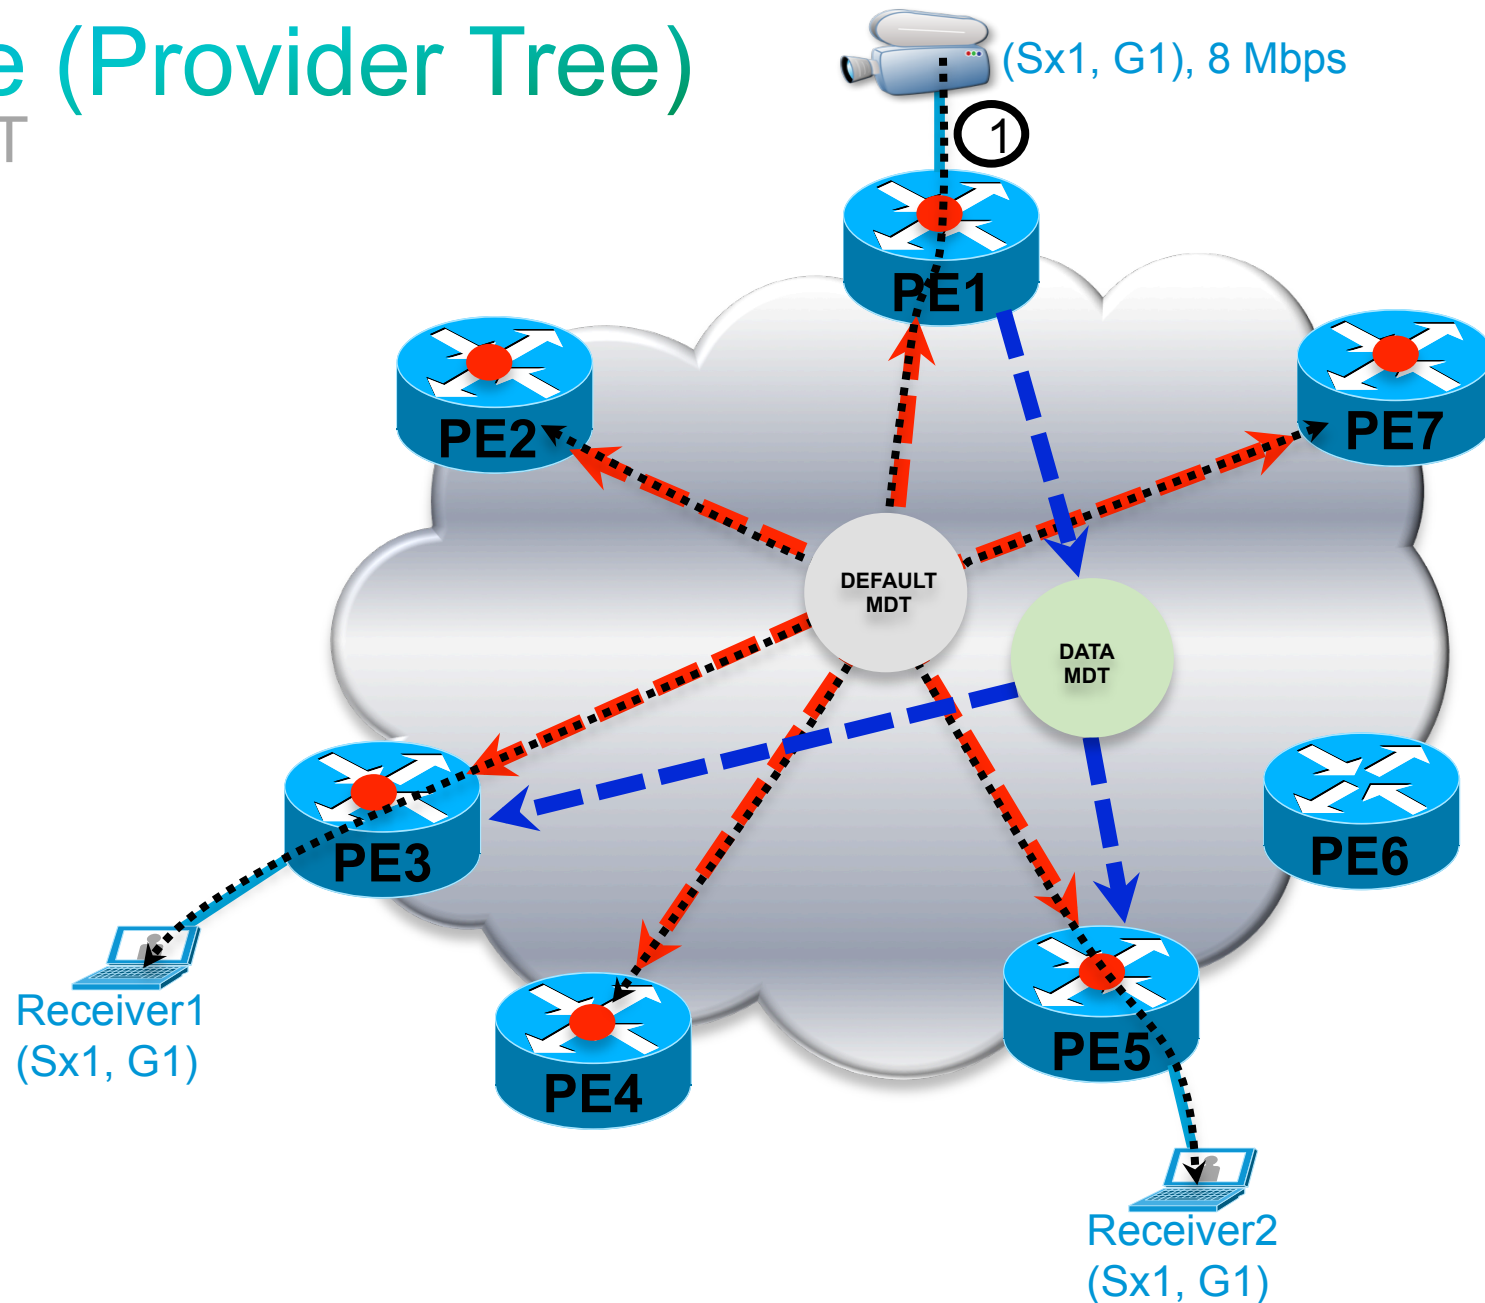 e (Provider Tree)
T
(Sx1, G1), 8 Mbps
1
PE1
PE2
PE7
DEFAULT
MDT
DATA
MDT
PE3
PE6
Receiver1
(Sx1, G1)
PE4
PE5
Receiver2
(Sx1, G1)